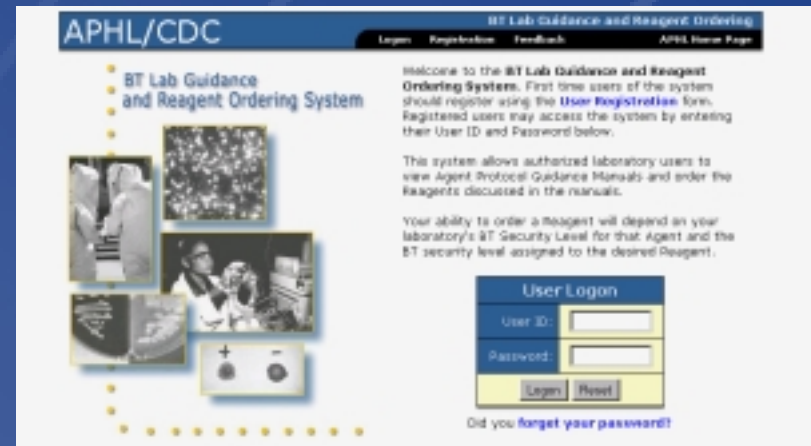 APHL/CDC
BT Lab Guidance and Reagent Ordering
Logon Registration Feedback APHL Home Page
BT Lab Guidance
and Reagent Ordering System
Welcome to the BT Lab Guidance and Reagent
Ordering System. First time users of the system
should register using the User Registration form.
Registered users may access the system by entering
their User ID and Password below.
This system allows authorized laboratory users to
view Agent Protocol Guidance Manuals and order the
Reagents discussed in the manuals.
Your ability to order a Reagent will depend on your
laboratory's BT Security Level for that Agent and the
BT security level assigned to the desired Reagent.
+ -
User Logon
User ID:
Password:
Logon Reset
Did you forget your password?